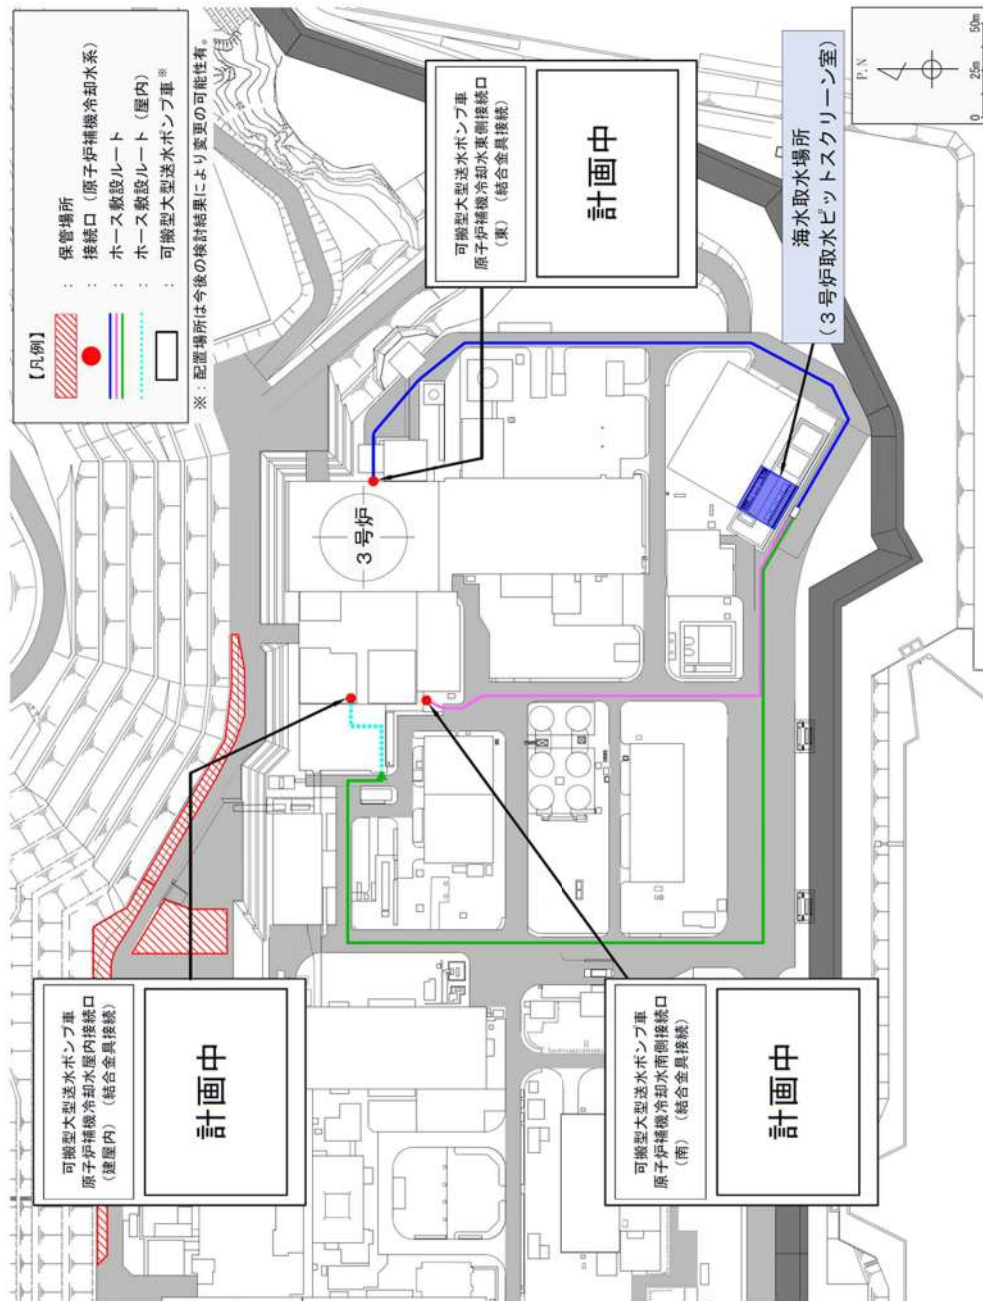 【凡例】
： 保管場所
： 接続口（原子炉補機冷却水系）
： ホース敷設ルート
： ホース敷設ルート（屋内）
： 可搬型大型送水ポンプ車※
※：配置場所は今後の検討結果により変更の可能性有。
可搬型大型送水ポンプ車
原子炉補機冷却水屋内接続口
（建屋内）（結合金具接続）
計画中
3号炉
可搬型大型送水ポンプ車
原子炉補機冷却水東側接続口
（東）（結合金具接続）
計画中
可搬型大型送水ポンプ車
原子炉補機冷却水南側接続口
（南）（結合金具接続）
計画中
海水取水場所
（3号炉取水ピットスクリーン室）
P.N
0 25m 50m